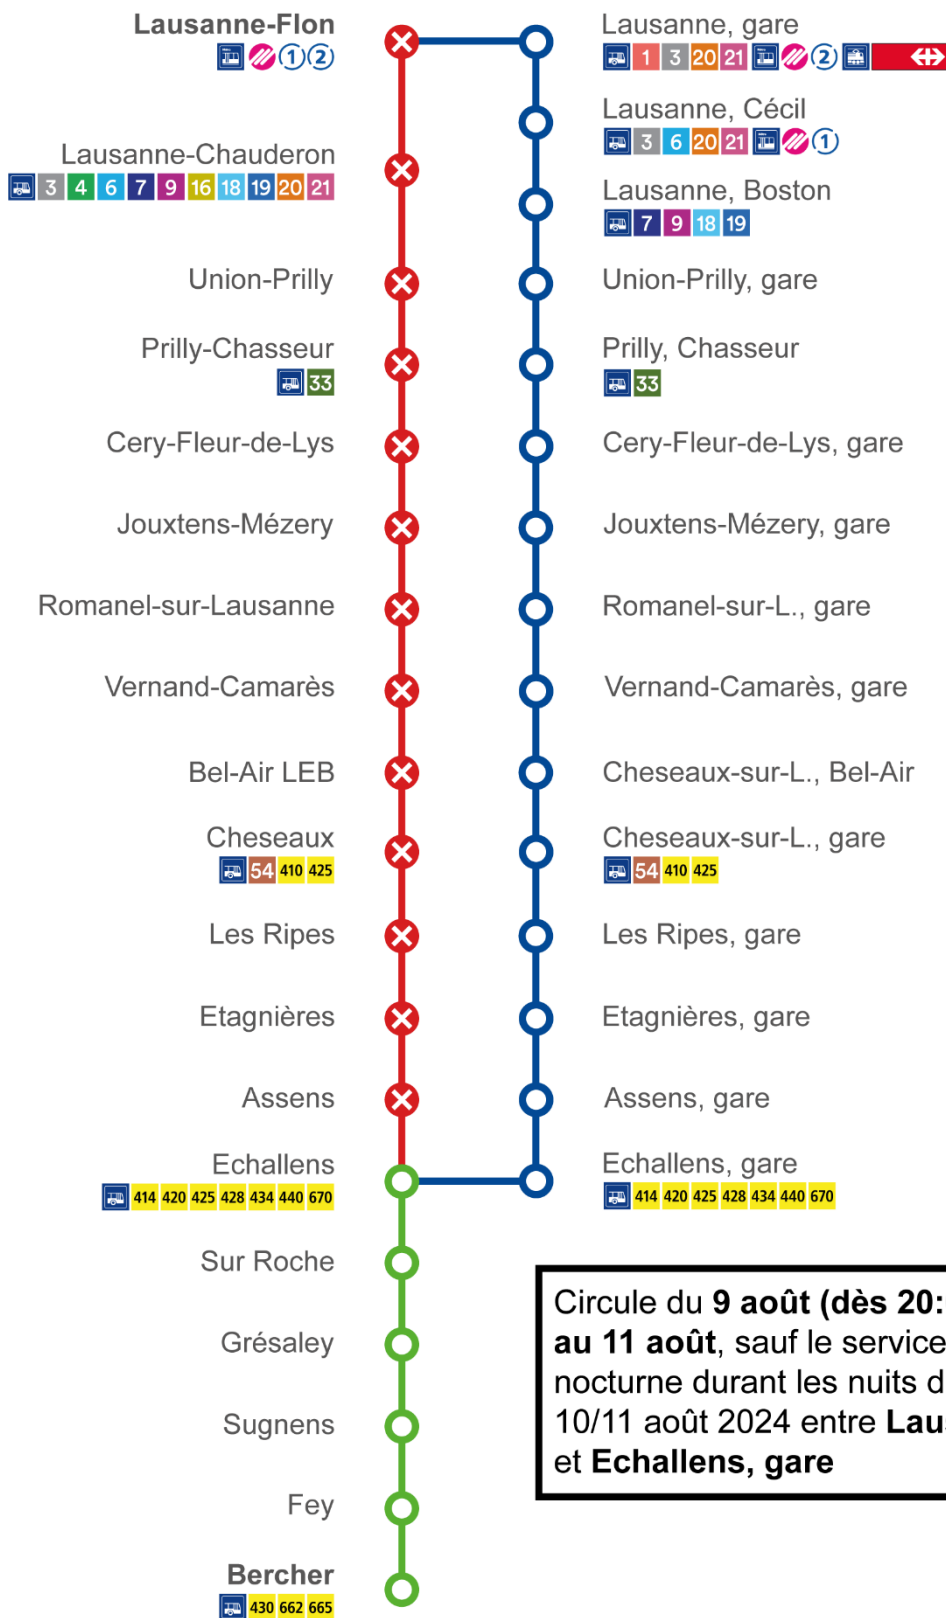 Lausanne-Flon
1 2
Lausanne-Chauderon
3 4 6 7 9 16 18 19 20 21
Union-Prilly
Prilly-Chasseur
33
Cery-Fleur-de-Lys
Jouxtens-Mézery
Romanel-sur-Lausanne
Vernand-Camarès
Bel-Air LEB
Cheseaux
54 410 425
Les Ripes
Etagnières
Assens
Echallens
414 420 425 428 434 440 670
Sur Roche
Grésaley
Sugnens
Fey
Bercher
430 662 665
Lausanne, gare
1 3 20 21 2
Lausanne, Cécil
3 6 20 21 1
Lausanne, Boston
7 9 18 19
Union-Prilly, gare
Prilly, Chasseur
33
Cery-Fleur-de-Lys, gare
Jouxtens-Mézery, gare
Romanel-sur-L., gare
Vernand-Camarès, gare
Cheseaux-sur-L., Bel-Air
Cheseaux-sur-L., gare
54 410 425
Les Ripes, gare
Etagnières, gare
Assens, gare
Echallens, gare
414 420 425 428 434 440 670
Circule du 9 août (dès 20:
au 11 août, sauf le service
nocturne durant les nuits d
10/11 août 2024 entre Lau
et Echallens, gare